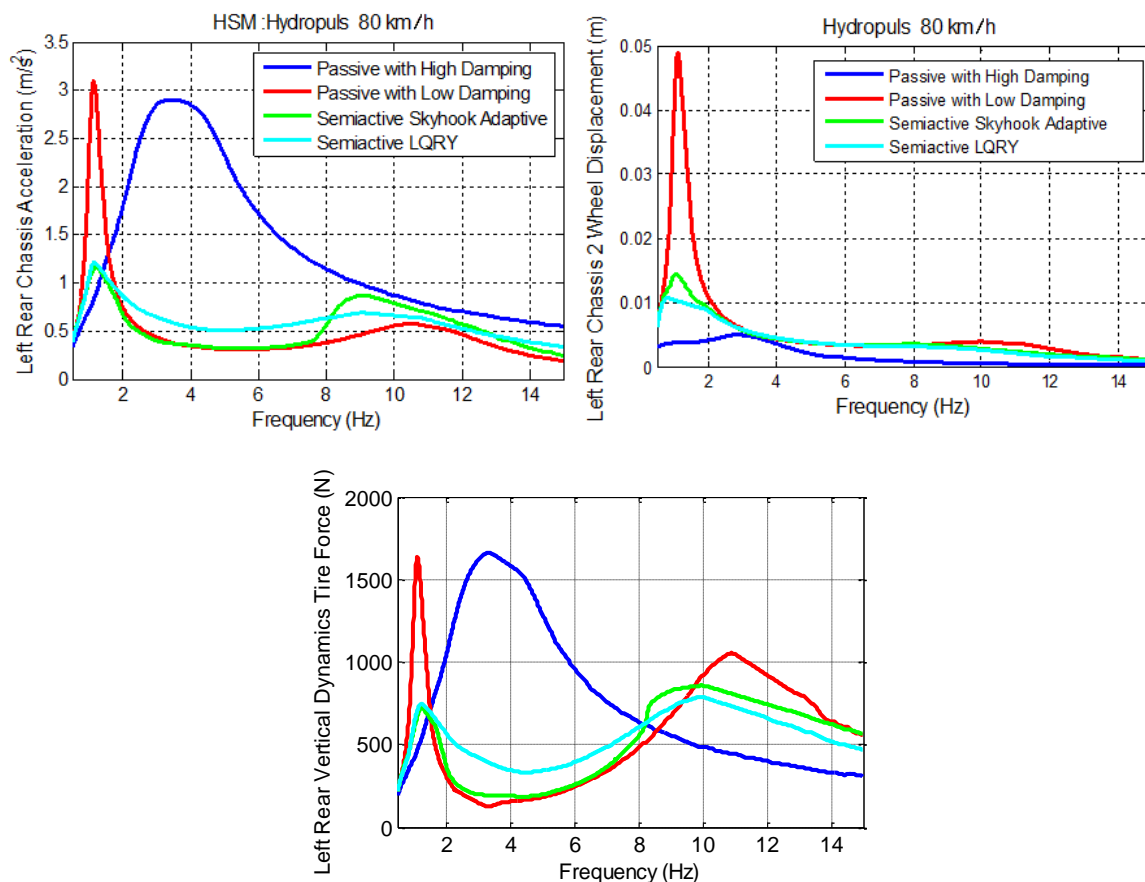 HSM :Hydropuls 80 km/h
Left Rear Chassis Acceleration (m/s²)
3.5
3
2.5
2
1.5
1
0.5
0
Passive with High Damping
Passive with Low Damping
Semiactive Skyhook Adaptive
Semiactive LQRY
2 4 6 8 10 12 14
Frequency (Hz)
Hydropuls 80 km/h
Left Rear Chassis 2 Wheel Displacement (m)
0.05
0.04
0.03
0.02
0.01
0
Passive with High Damping
Passive with Low Damping
Semiactive Skyhook Adaptive
Semiactive LQRY
2 4 6 8 10 12 14
Frequency (Hz)
Left Rear Vertical Dynamics Tire Force (N)
2000
1500
1000
500
0
2 4 6 8 10 12 14
Frequency (Hz)